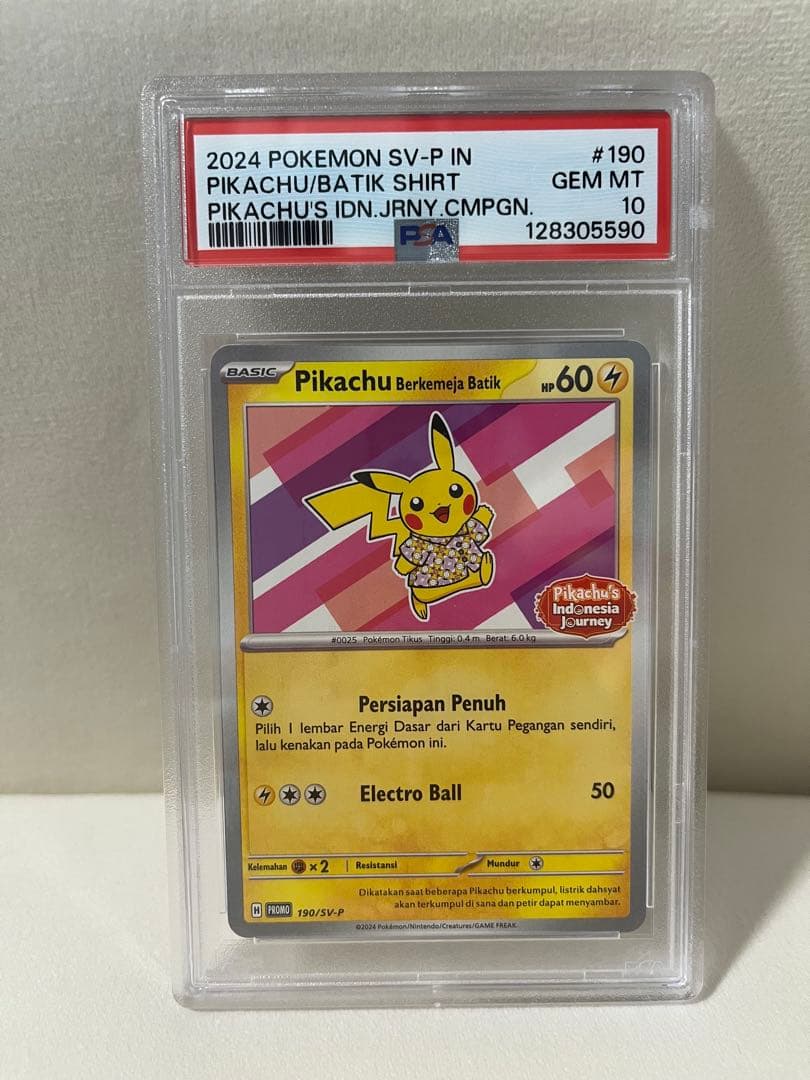 2024 POKEMON SV-P IN #190
PIKACHU/BATIK SHIRT GEM MT
PIKACHU'S IDN.JRNY.CMPGN. 10
PSA 128305590
BASIC Pikachu Berkemeja Batik HP 60
Pikachu's
Indonesia
Journey
#0025 Pokémon Tikus Tinggi: 0.4 m Berat: 6.0 kg
Persiapan Penuh
Pilih 1 lembar Energi Dasar dari Kartu Pegangan sendiri,
lalu kenakan pada Pokémon ini.
Electro Ball 50
Kelemahan ×2 Resistansi Mundur
Dikatakan saat beberapa Pikachu berkumpul, listrik dahsyat
akan terkumpul di sana dan petir dapat menyambar.
H PROMO 190/SV-P
©2024 Pokémon/Nintendo/Creatures/GAME FREAK.